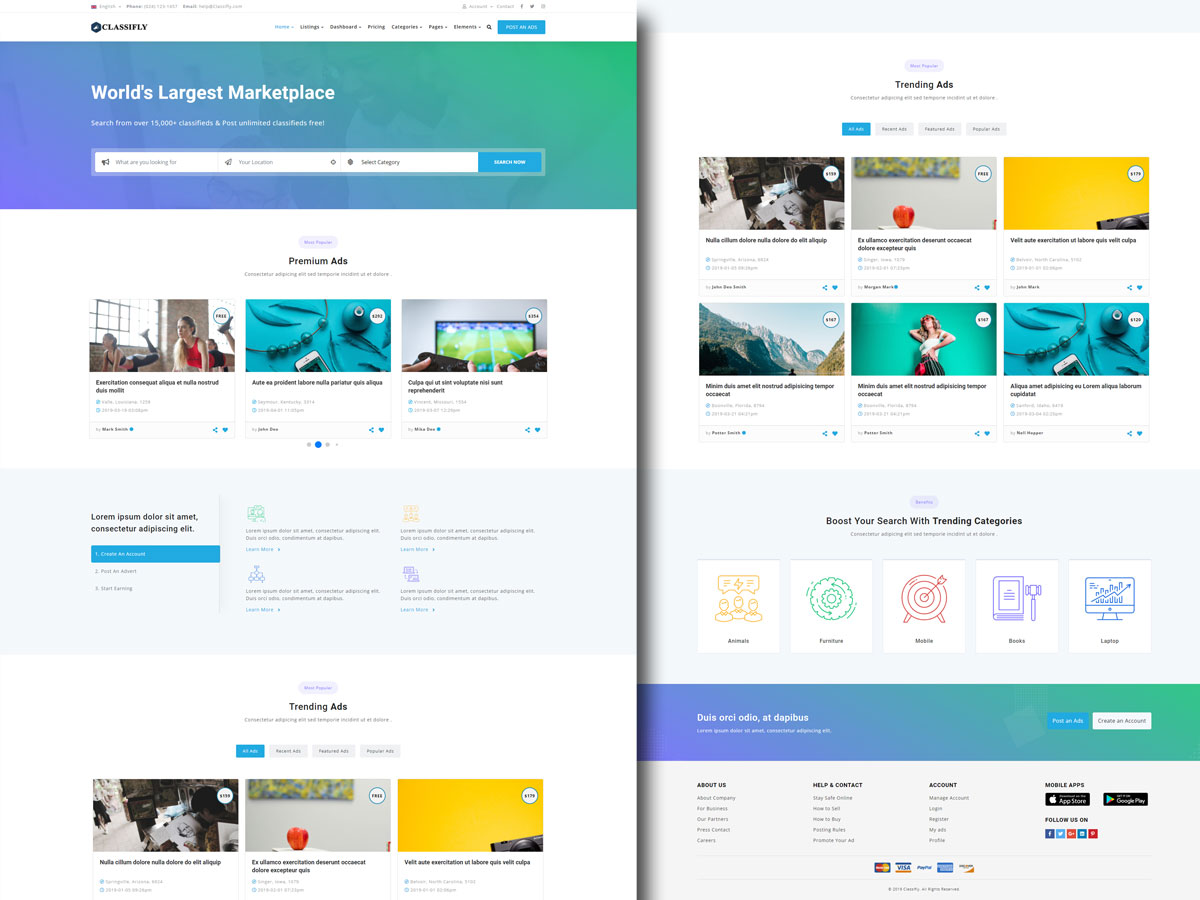 English Phone: (603) 123-1457 Email: help@Classifly.com Account Contact
CLASSIFLY Home Listings Dashboard Pricing Categories Pages Elements POST AN ADS
World's Largest Marketplace
Search from over 15,000+ classifieds & Post unlimited classifieds free!
What are you looking for Your Location Select Category SEARCH NOW
Most Popular
Premium Ads
Consectetur adipicing elit sed temporie incidint ut et dolore .
FREE $202 $354
Exercitation consequat aliqua et nulla nostrud
duis mollit
Valle, Louisiana, 1259
2019-03-18 03:08pm
by Mark Smith
Aute ea proident labore nulla pariatur quis aliqua
Seymour, Kentucky, 3314
2019-04-01 11:05pm
by John Doe
Culpa qui ut sint voluptate nisi sunt
reprehenderit
Vincent, Missouri, 1954
2019-03-07 12:29pm
by Mika Doe
Lorem ipsum dolor sit amet,
consectetur adipiscing elit.
1. Create An Account
2. Post An Advert
3. Start Earning
Lorem ipsum dolor sit amet, consectetur adipiscing elit.
Duis orci odio, condimentum at dapibus.
Learn More
Lorem ipsum dolor sit amet, consectetur adipiscing elit.
Duis orci odio, condimentum at dapibus.
Learn More
Lorem ipsum dolor sit amet, consectetur adipiscing elit.
Duis orci odio, condimentum at dapibus.
Learn More
Lorem ipsum dolor sit amet, consectetur adipiscing elit.
Duis orci odio, condimentum at dapibus.
Learn More
Most Popular
Trending Ads
Consectetur adipicing elit sed temporie incidint ut et dolore .
All Ads Recent Ads Featured Ads Popular Ads
$159 FREE $179
Nulla cillum dolore nulla dolore do elit aliquip
Springville, Arizona, 6924
2019-01-05 09:26pm
Ex ullamco exercitation deserunt occaecat
dolore excepteur quis
Singer, Iowa, 1079
2019-02-01 07:33pm
Velit aute exercitation ut labore quis velit culpa
Belvoir, North Carolina, 5102
2019-01-01 02:06pm
Most Popular
Trending Ads
Consectetur adipicing elit sed temporie incidint ut et dolore .
All Ads Recent Ads Featured Ads Popular Ads
$159 FREE $179
Nulla cillum dolore nulla dolore do elit aliquip
Springville, Arizona, 6924
2019-01-05 09:26pm
by John Doe Smith
Ex ullamco exercitation deserunt occaecat
dolore excepteur quis
Singer, Iowa, 1079
2019-02-01 07:33pm
by Morgan Mark
Velit aute exercitation ut labore quis velit culpa
Belvoir, North Carolina, 5102
2019-01-01 02:06pm
by John Mark
$167 $167 $120
Minim duis amet elit nostrud adipisicing tempor
occaecat
Boonville, Florida, 8794
2019-03-21 04:21pm
by Potter Smith
Minim duis amet elit nostrud adipisicing tempor
occaecat
Boonville, Florida, 8794
2019-03-21 04:21pm
by Potter Smith
Aliqua amet adipisicing eu Lorem aliqua laborum
cupidatat
Sanford, Idaho, 6419
2019-03-04 02:20pm
by Nell Hopper
Benefits
Boost Your Search With Trending Categories
Consectetur adipicing elit sed temporie incidint ut et dolore .
Animals Furniture Mobile Books Laptop
Duis orci odio, at dapibus
Lorem ipsum dolor sit amet, consectetur adipiscing elit.
Post an Ads Create an Account
ABOUT US
About Company
For Business
Our Partners
Press Contact
Careers
HELP & CONTACT
Stay Safe Online
How to Sell
How to Buy
Posting Rules
Promote Your Ad
ACCOUNT
Manage Account
Login
Register
My ads
Profile
MOBILE APPS
App Store Google Play
FOLLOW US ON
VISA PayPal
© 2019 Classifly. All Rights Reserved.